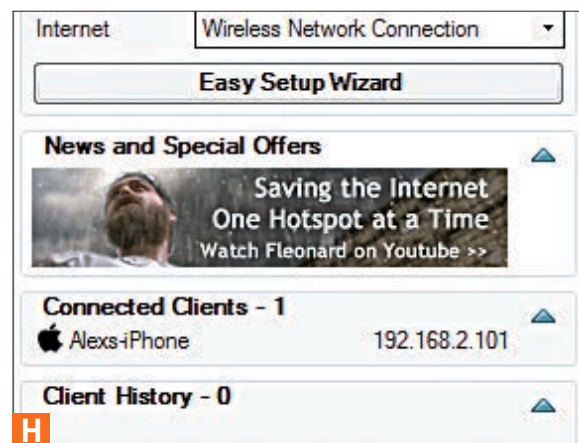 Internet Wireless Network Connection
Easy Setup Wizard
News and Special Offers
Saving the Internet
One Hotspot at a Time
Watch Fleonard on Youtube >>
Connected Clients - 1
Alexs-iPhone 192.168.2.101
Client History - 0
H